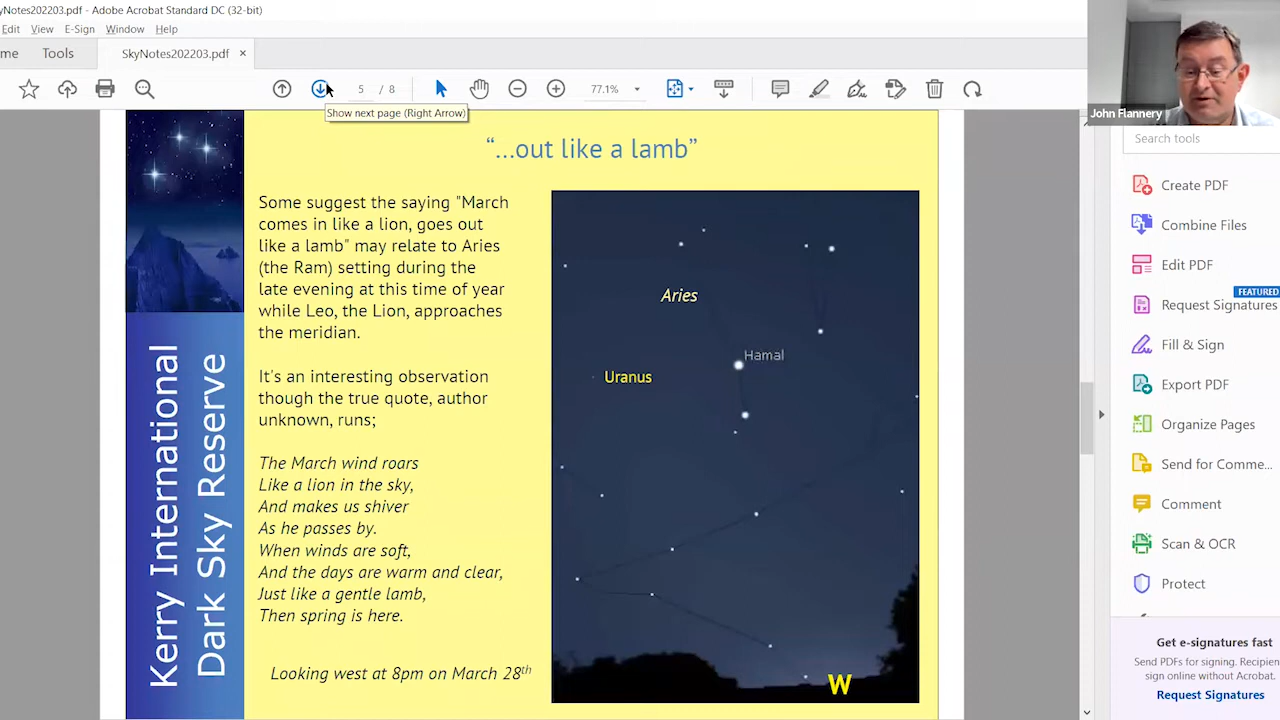 yNotes202203.pdf - Adobe Acrobat Standard DC (32-bit)
Edit View E-Sign Window Help
me Tools SkyNotes202203.pdf ×
5 / 8 77.1%
Show next page (Right Arrow)
John Flannery
Search tools
Create PDF
Combine Files
Edit PDF
FEATURED
Request Signatures
Fill & Sign
Export PDF
Organize Pages
Send for Comme...
Comment
Scan & OCR
Protect
Get e-signatures fast
Send PDFs for signing. Recipien
sign online without Acrobat.
Request Signatures
Kerry International
Dark Sky Reserve
“...out like a lamb”
Some suggest the saying "March
comes in like a lion, goes out
like a lamb" may relate to Aries
(the Ram) setting during the
late evening at this time of year
while Leo, the Lion, approaches
the meridian.
It's an interesting observation
though the true quote, author
unknown, runs;
The March wind roars
Like a lion in the sky,
And makes us shiver
As he passes by.
When winds are soft,
And the days are warm and clear,
Just like a gentle lamb,
Then spring is here.
Looking west at 8pm on March 28th
Aries
Hamal
Uranus
W